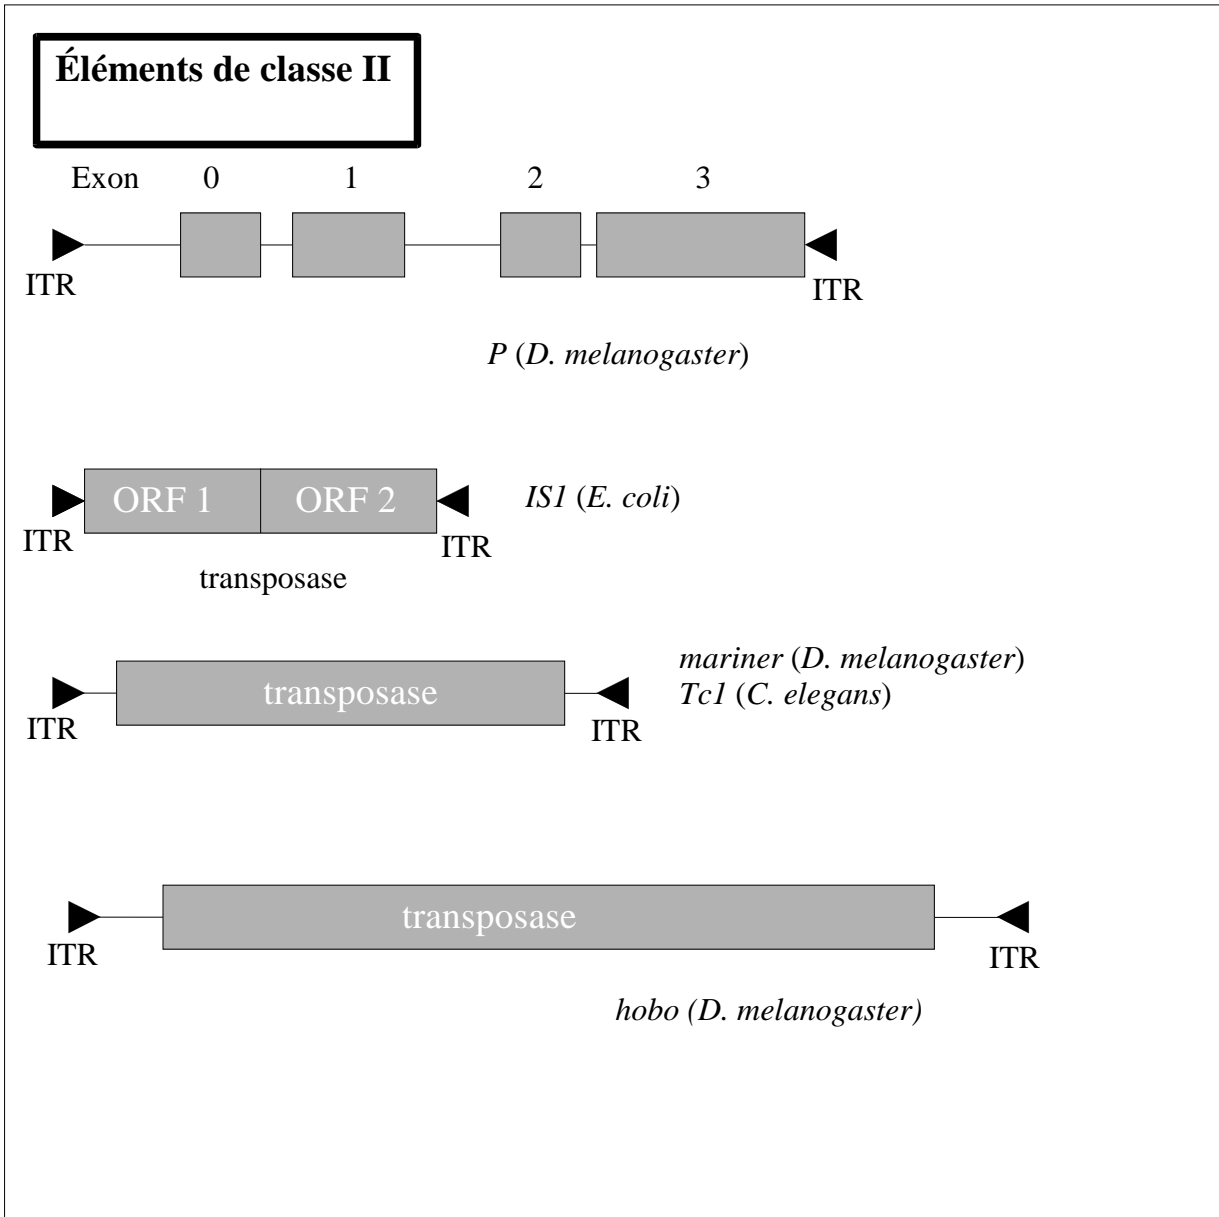 Éléments de classe II
Exon 0 1 2 3
ITR ITR
P (D. melanogaster)
ORF 1 ORF 2
IS1 (E. coli)
ITR ITR
transposase
mariner (D. melanogaster)
transposase
Tc1 (C. elegans)
ITR ITR
transposase
ITR ITR
hobo (D. melanogaster)